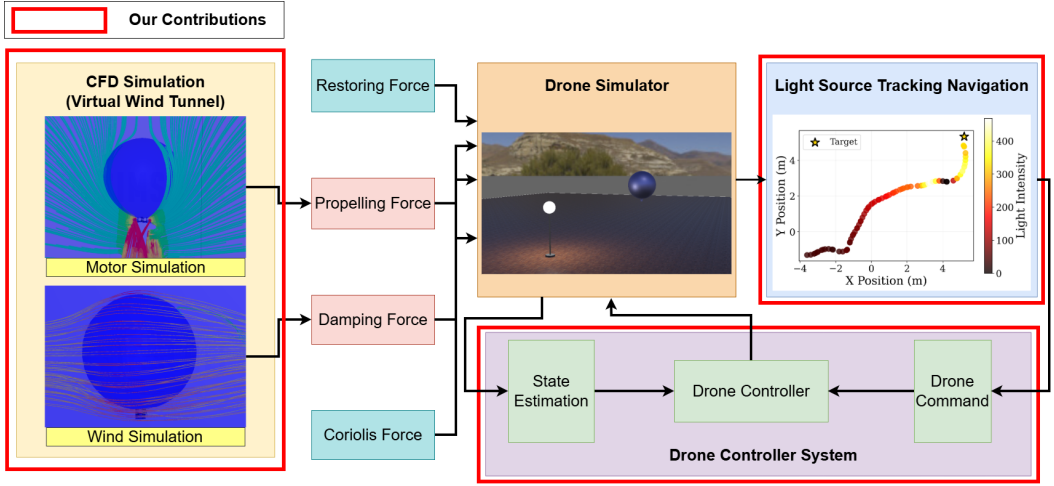 Our Contributions
CFD Simulation
(Virtual Wind Tunnel)
Motor Simulation
Wind Simulation
Restoring Force
Propelling Force
Damping Force
Coriolis Force
Drone Simulator
Light Source Tracking Navigation
Target
Y Position (m)
4
2
0
−4
−2
0
2
4
X Position (m)
400
300
200
100
0
Light Intensity
State
Estimation
Drone Controller
Drone
Command
Drone Controller System